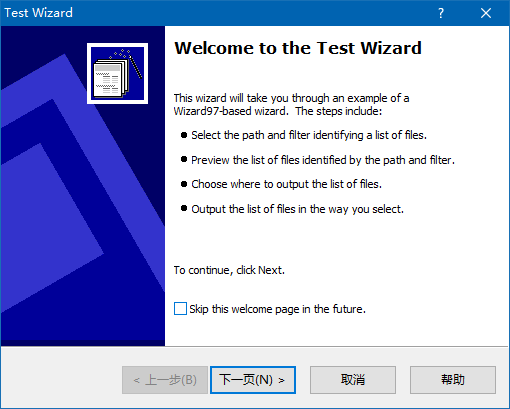 Test Wizard
Welcome to the Test Wizard
This wizard will take you through an example of a
Wizard97-based wizard. The steps include:
● Select the path and filter identifying a list of files.
● Preview the list of files identified by the path and filter.
● Choose where to output the list of files.
● Output the list of files in the way you select.
To continue, click Next.
Skip this welcome page in the future.
< 上一步(B) 下一页(N) > 取消 帮助